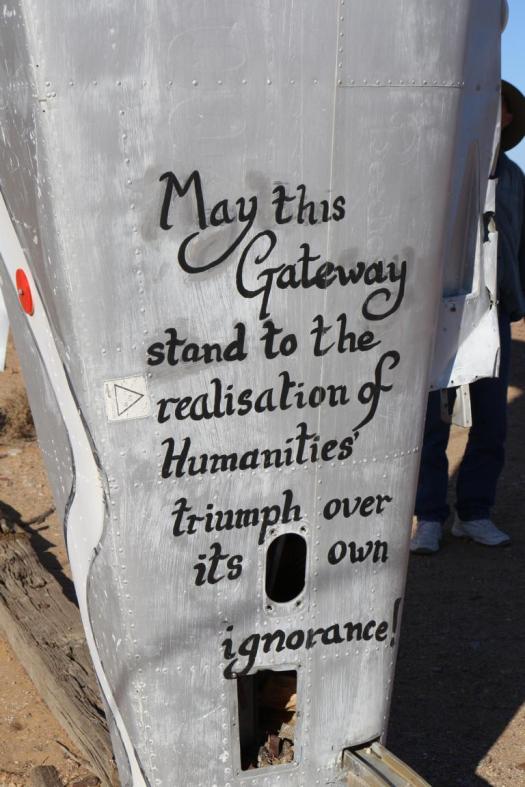 May this
Gateway
stand to the
realisation of
Humanities'
triumph over
its own
ignorance!